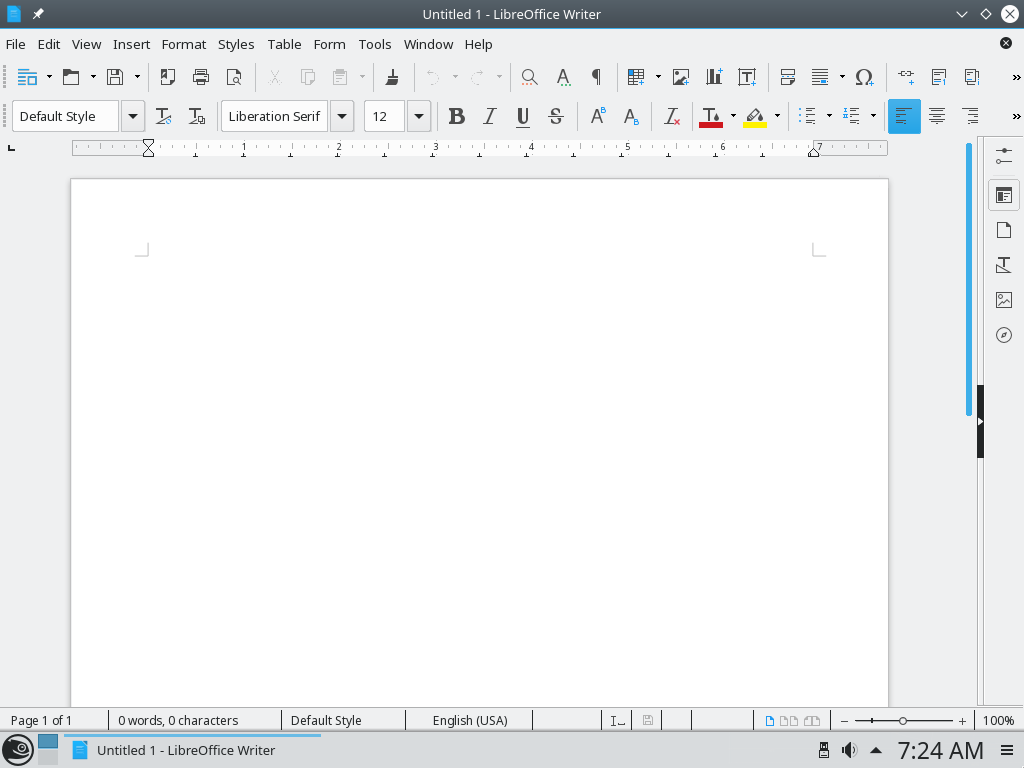 Untitled 1 - LibreOffice Writer
File Edit View Insert Format Styles Table Form Tools Window Help
Default Style Liberation Serif 12
1 2 3 4 5 6 7
Page 1 of 1 0 words, 0 characters Default Style English (USA) 100%
Untitled 1 - LibreOffice Writer 7:24 AM